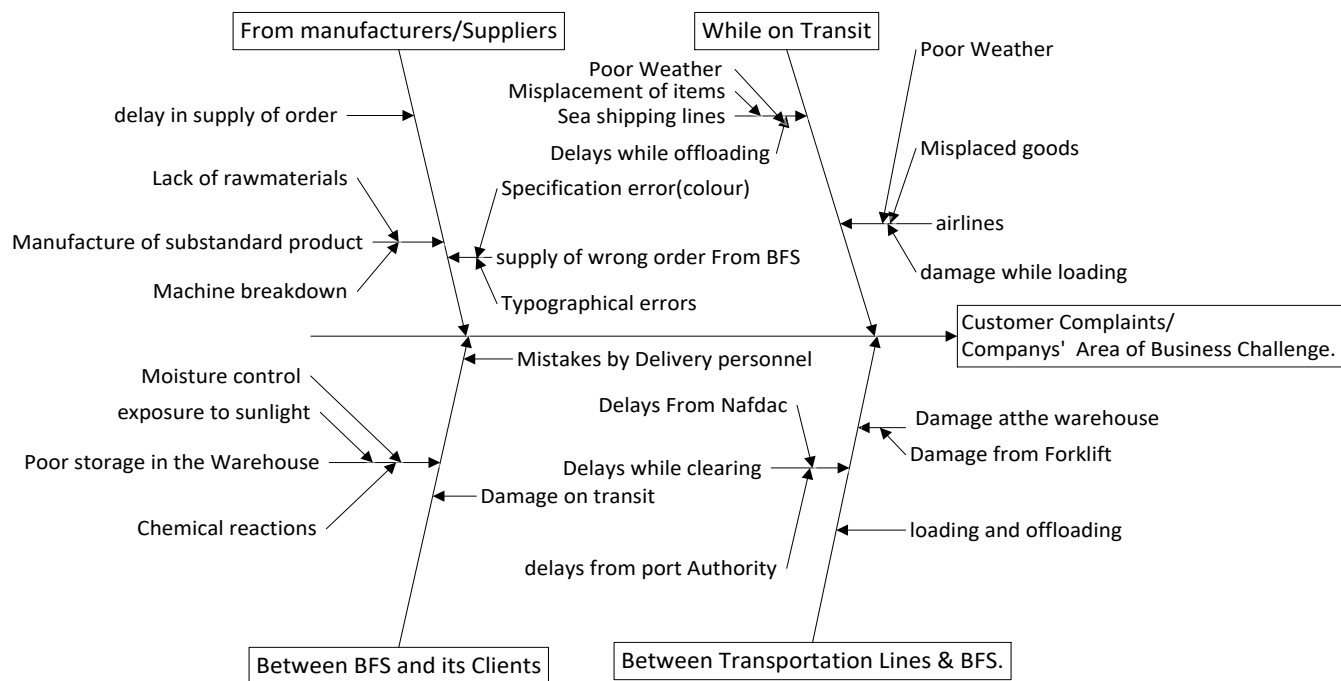 From manufacturers/Suppliers
While on Transit
Poor Weather
Poor Weather
Misplacement of items
delay in supply of order
Sea shipping lines
Delays while offloading
Misplaced goods
Lack of rawmaterials
Specification error(colour)
airlines
Manufacture of substandard product
supply of wrong order From BFS
damage while loading
Machine breakdown
Typographical errors
Customer Complaints/
Companys' Area of Business Challenge.
Mistakes by Delivery personnel
Moisture control
exposure to sunlight
Delays From Nafdac
Damage atthe warehouse
Poor storage in the Warehouse
Delays while clearing
Damage from Forklift
Damage on transit
Chemical reactions
loading and offloading
delays from port Authority
Between BFS and its Clients
Between Transportation Lines & BFS.